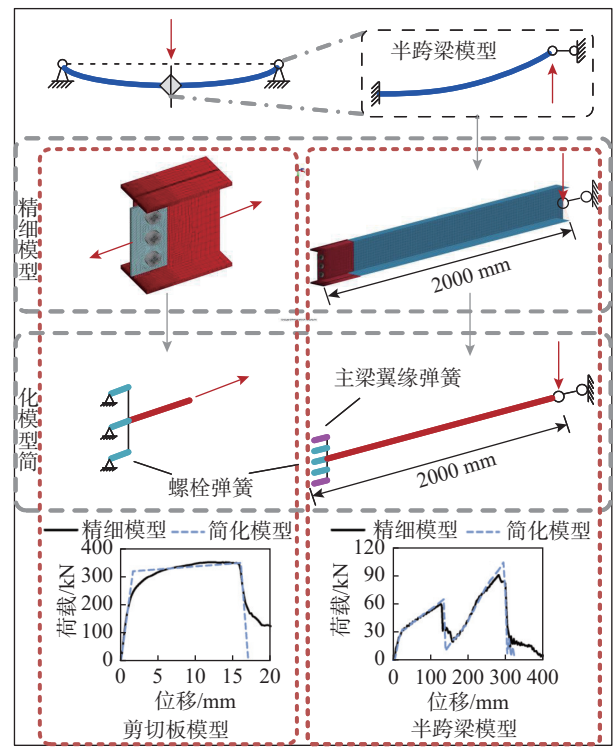 半跨梁模型
精细模型
2000 mm
化模型简
主梁翼缘弹簧
螺栓弹簧
2000 mm
精细模型 简化模型
400
300
200
100
0
荷载/kN
0 5 10 15 20
位移/mm
剪切板模型
精细模型 简化模型
120
90
60
30
0
荷载/kN
0 100 200 300 400
位移/mm
半跨梁模型